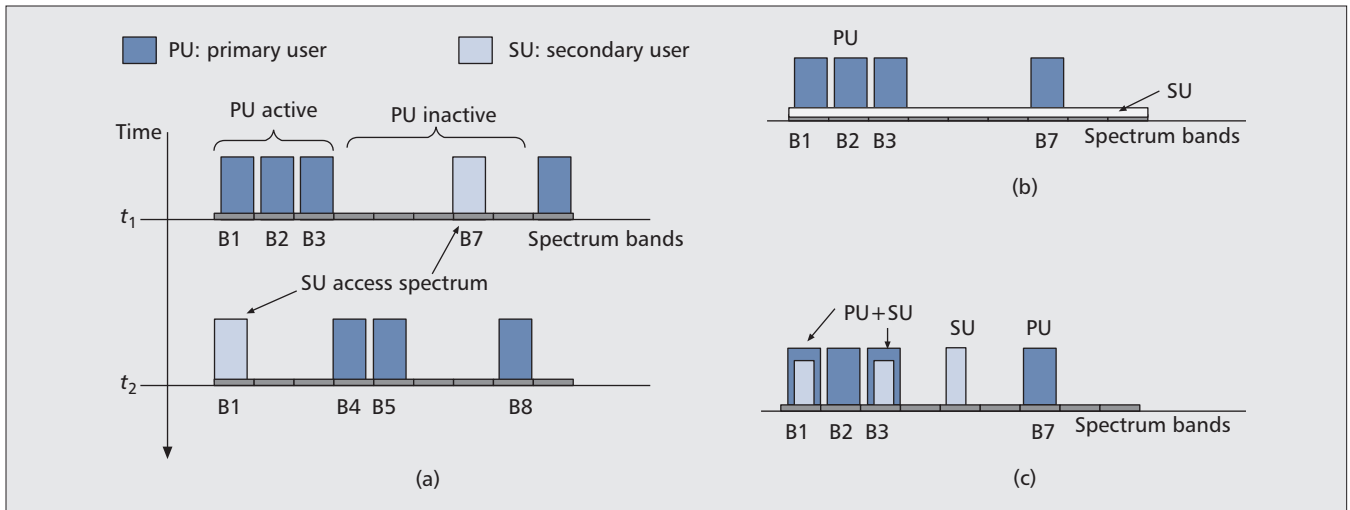 PU: primary user
SU: secondary user
PU active
PU inactive
Time
t1
B1 B2 B3 B7 Spectrum bands
SU access spectrum
t2
B1 B4 B5 B8
(a)
PU
SU
B1 B2 B3 B7 Spectrum bands
(b)
PU+SU SU PU
B1 B2 B3 B7 Spectrum bands
(c)